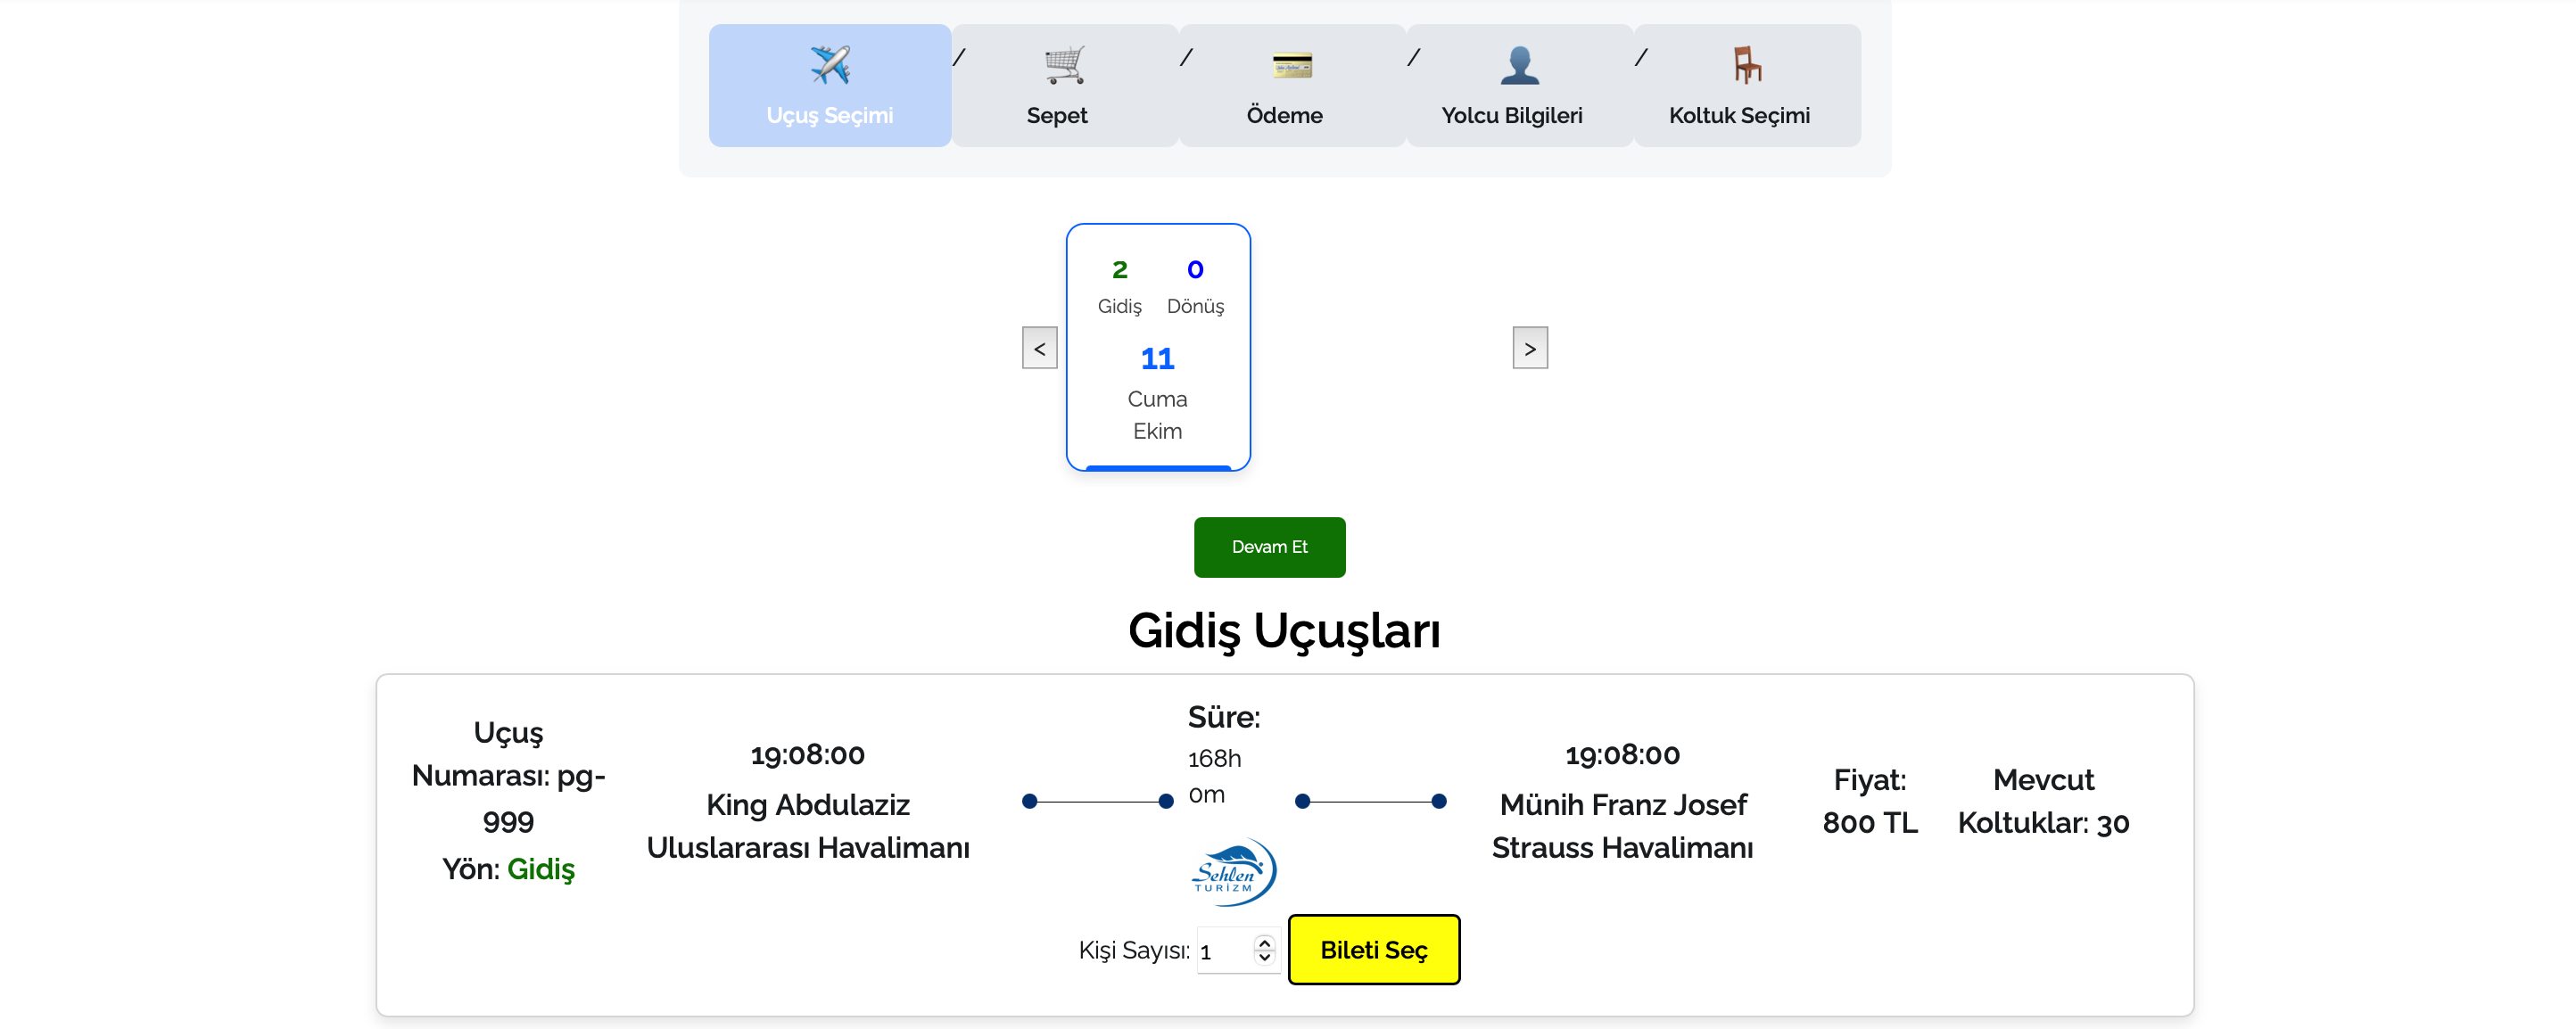 Uçuş Seçimi / Sepet / Ödeme / Yolcu Bilgileri / Koltuk Seçimi
2 0
Gidiş Dönüş
< 11 >
Cuma
Ekim
Devam Et
Gidiş Uçuşları
Uçuş
Numarası: pg-
999
Yön: Gidiş
19:08:00
King Abdulaziz
Uluslararası Havalimanı
Süre:
168h
0m
Sehlen
TURİZM
19:08:00
Münih Franz Josef
Strauss Havalimanı
Fiyat:
800 TL
Mevcut
Koltuklar: 30
Kişi Sayısı: 1 Bileti Seç